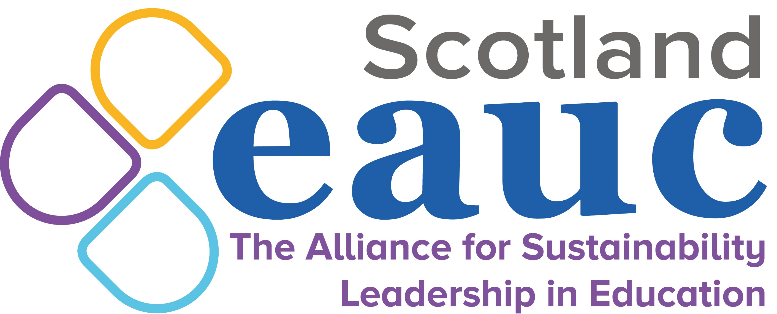 Scotland
eauc
The Alliance for Sustainability
Leadership in Education